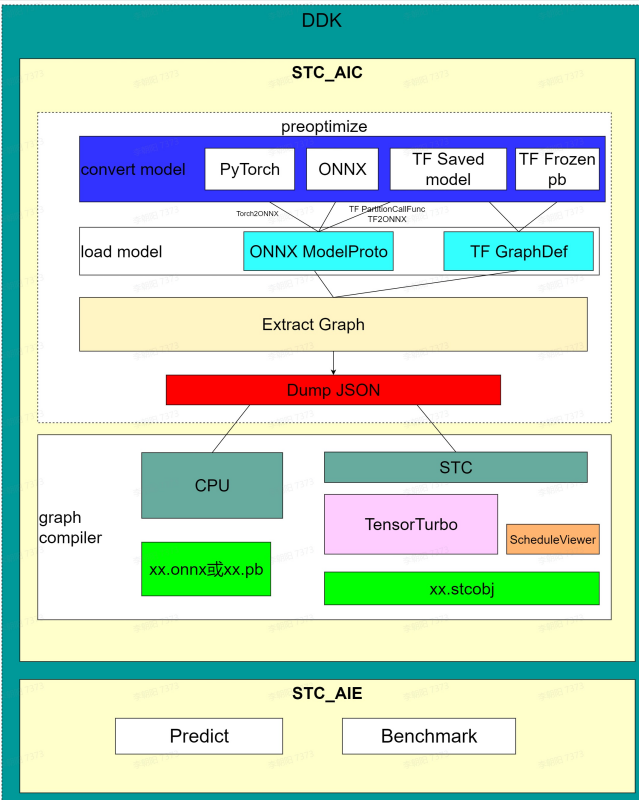 DDK
STC_AIC
preoptimize
convert model
PyTorch
ONNX
TF Saved
model
TF Frozen
pb
Torch2ONNX
TF PartitionCallFunc
TF2ONNX
load model
ONNX ModelProto
TF GraphDef
Extract Graph
Dump JSON
graph
compiler
CPU
STC
TensorTurbo
ScheduleViewer
xx.onnx或xx.pb
xx.stcobj
STC_AIE
Predict
Benchmark